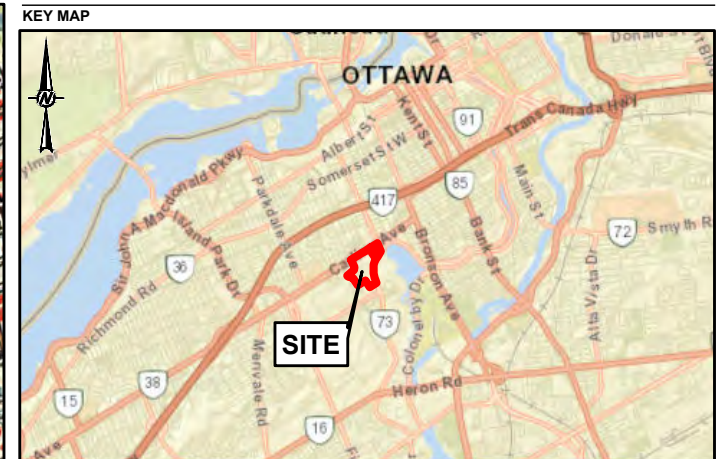 KEY MAP
N
OTTAWA
Donald
Trans Canada Hwy
Kent St
Albert St
Somerset St W
91
Sir John A Macdonald Pkwy
Island Park Dr
Parkdale Ave
417
85
Main St
Bank St
Bronson Ave
72
Smyth R
Alta Vista Dr
36
Richmond Rd
SITE
73
Colonel By Dr
Merivale Rd
Heron Rd
38
15
16
Ave